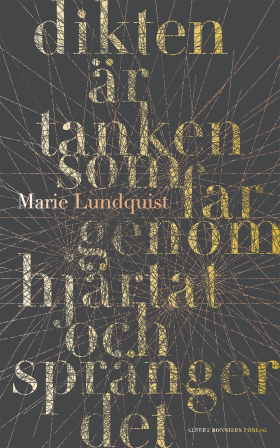 dikten
är
tanken
som far
Marie Lundquist
genom
hjärtat
och
spränger
det
ALBERT BONNIERS FÖRLAG